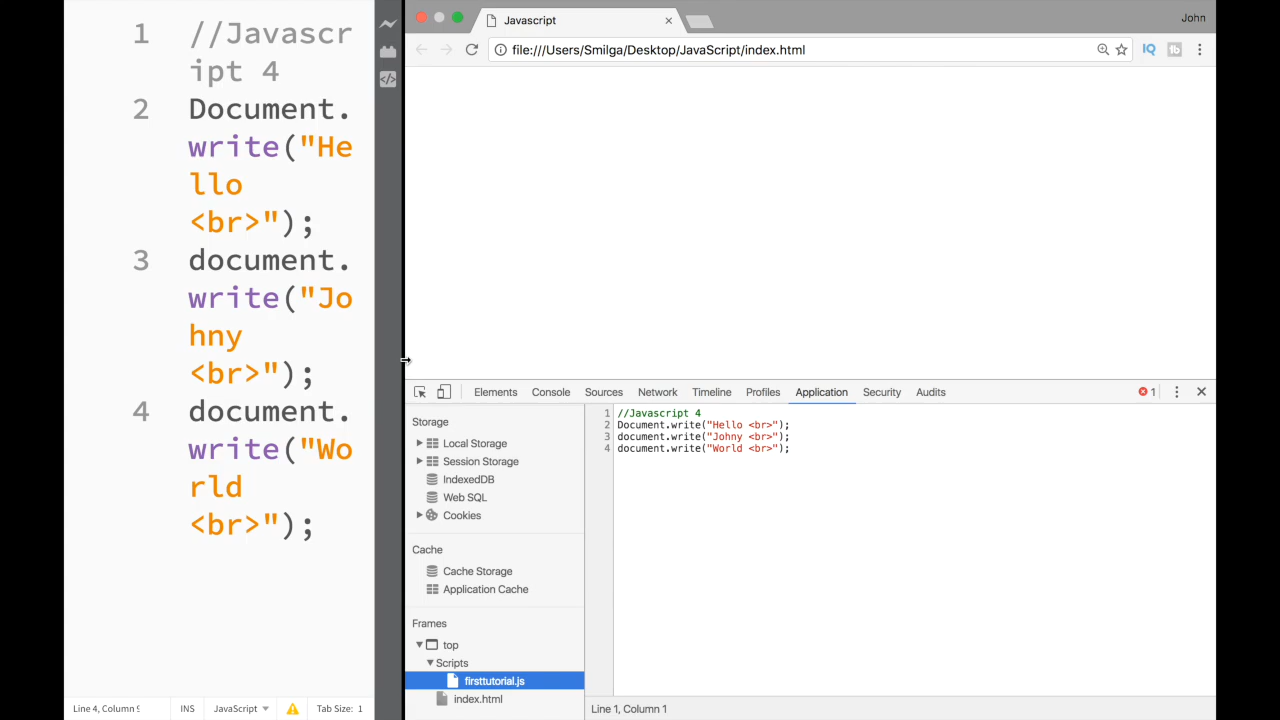 1 //Javascr
ipt 4
2 Document.
write("He
llo
<br>");
3 document.
write("Jo
hny
<br>");
4 document.
write("Wo
rld
<br>");
INS JavaScript Tab Size: 1
Javascript
John
file:///Users/Smilga/Desktop/JavaScript/index.html
IQ
Elements Console Sources Network Timeline Profiles Application Security Audits 1
Storage
Local Storage
Session Storage
IndexedDB
Web SQL
Cookies
Cache
Cache Storage
Application Cache
Frames
top
Scripts
firsttutorial.js
index.html
1 //Javascript 4
2 Document.write("Hello <br>");
3 document.write("Johny <br>");
4 document.write("World <br>");
Line 1, Column 1